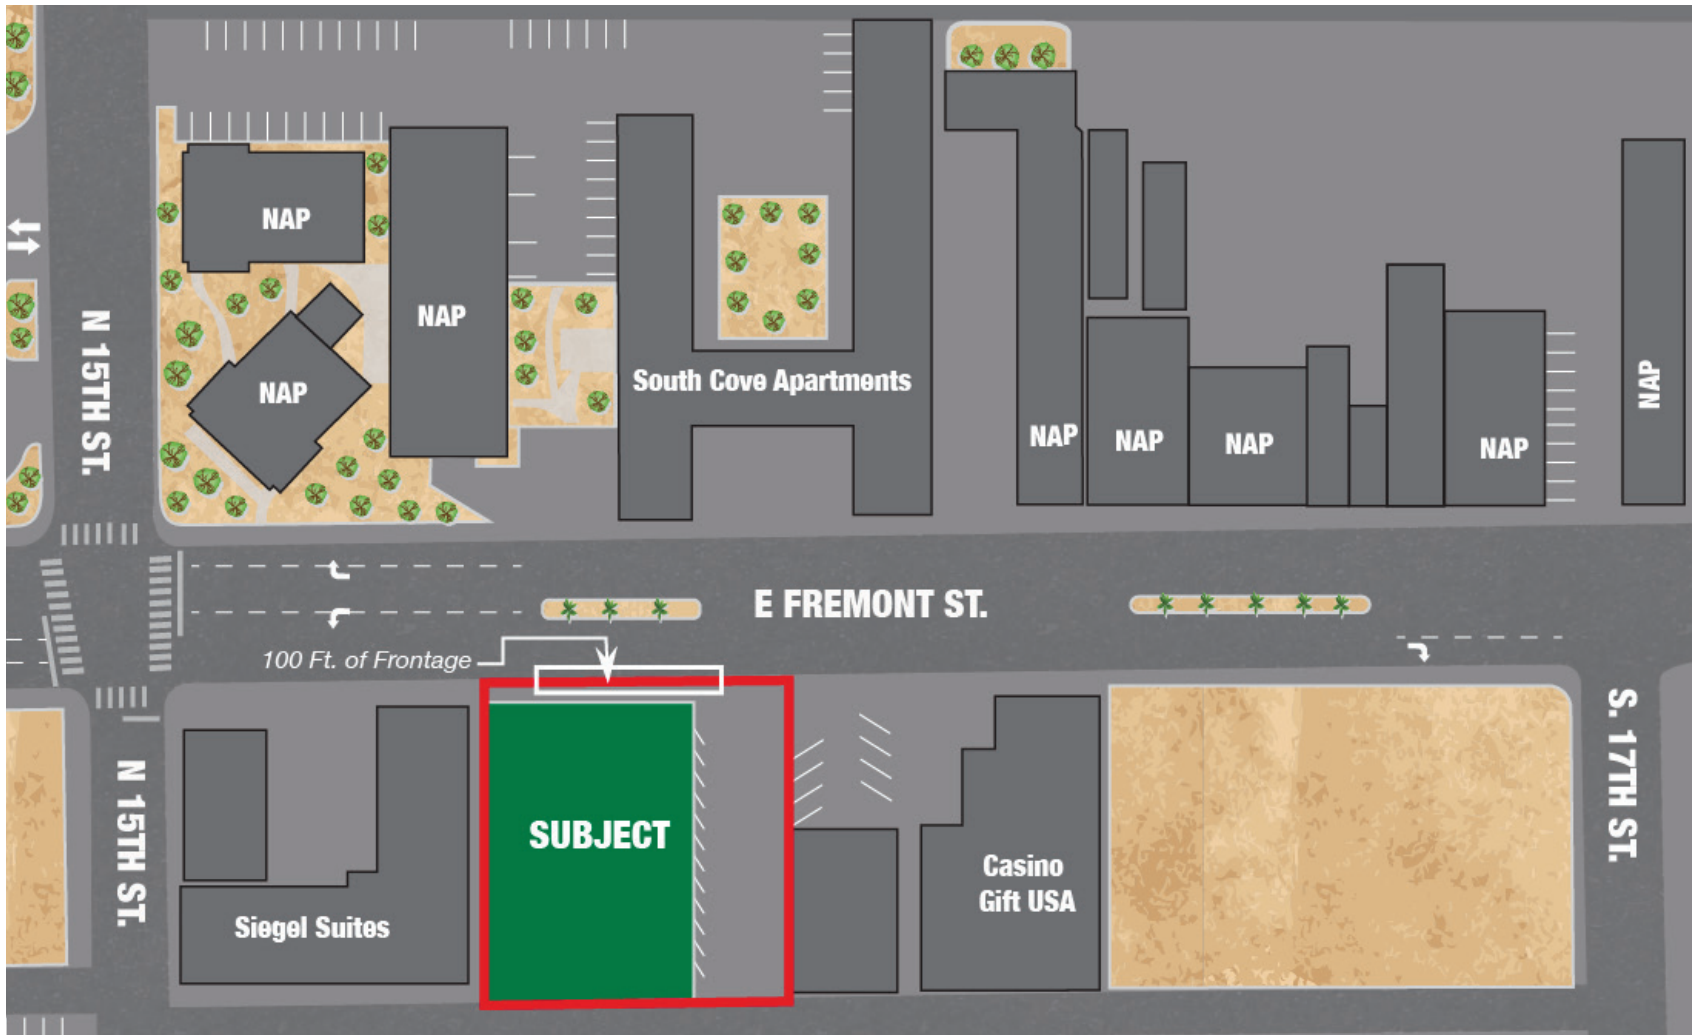 NAP
NAP
NAP
N 15TH ST.
South Cove Apartments
NAP
NAP
NAP
NAP
NAP
E FREMONT ST.
100 Ft. of Frontage
SUBJECT
N 15TH ST.
Siegel Suites
Casino
Gift USA
S. 17TH ST.